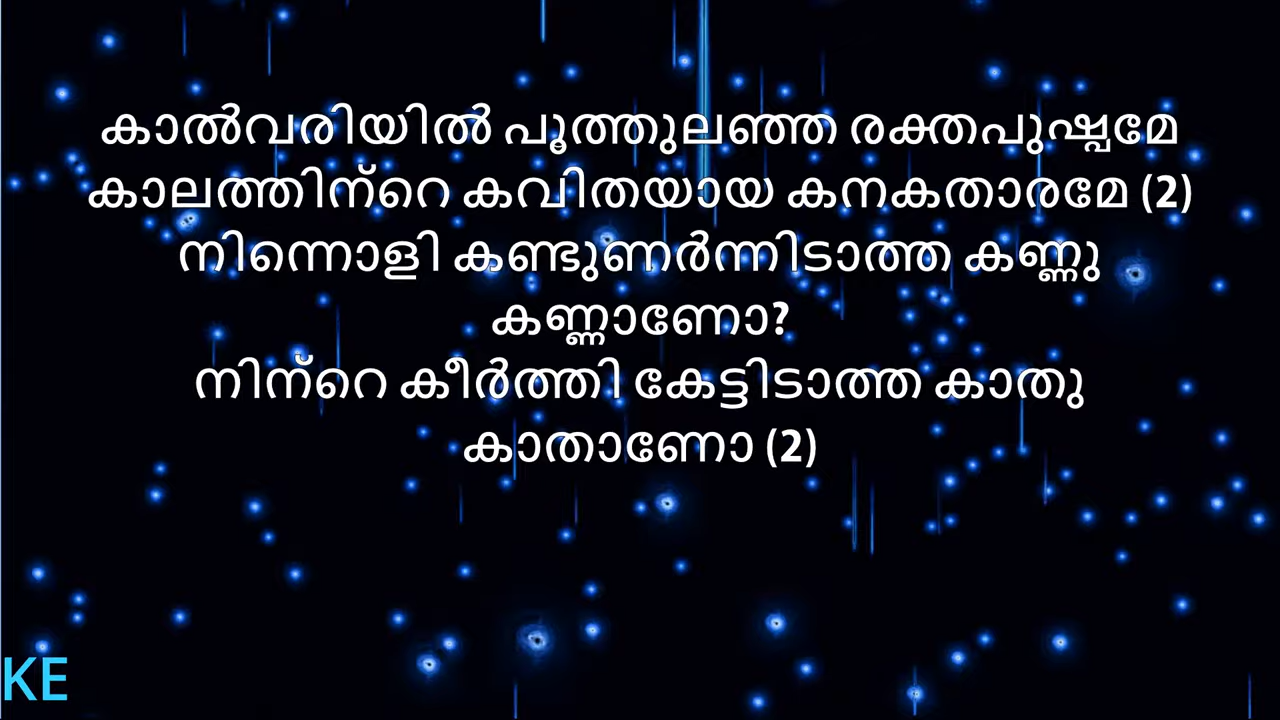 കാൽവരിയിൽ പൂത്തുലഞ്ഞ രക്തപുഷ്പമേ
കാലത്തിന്റെ കവിതയായ കനകതാരമേ (2)
നിന്നൊളി കണ്ടുണർന്നിടാത്ത കണ്ണു
കണ്ണാണോ?
നിന്റെ കീർത്തി കേട്ടിടാത്ത കാതു
കാതാണോ (2)
KE